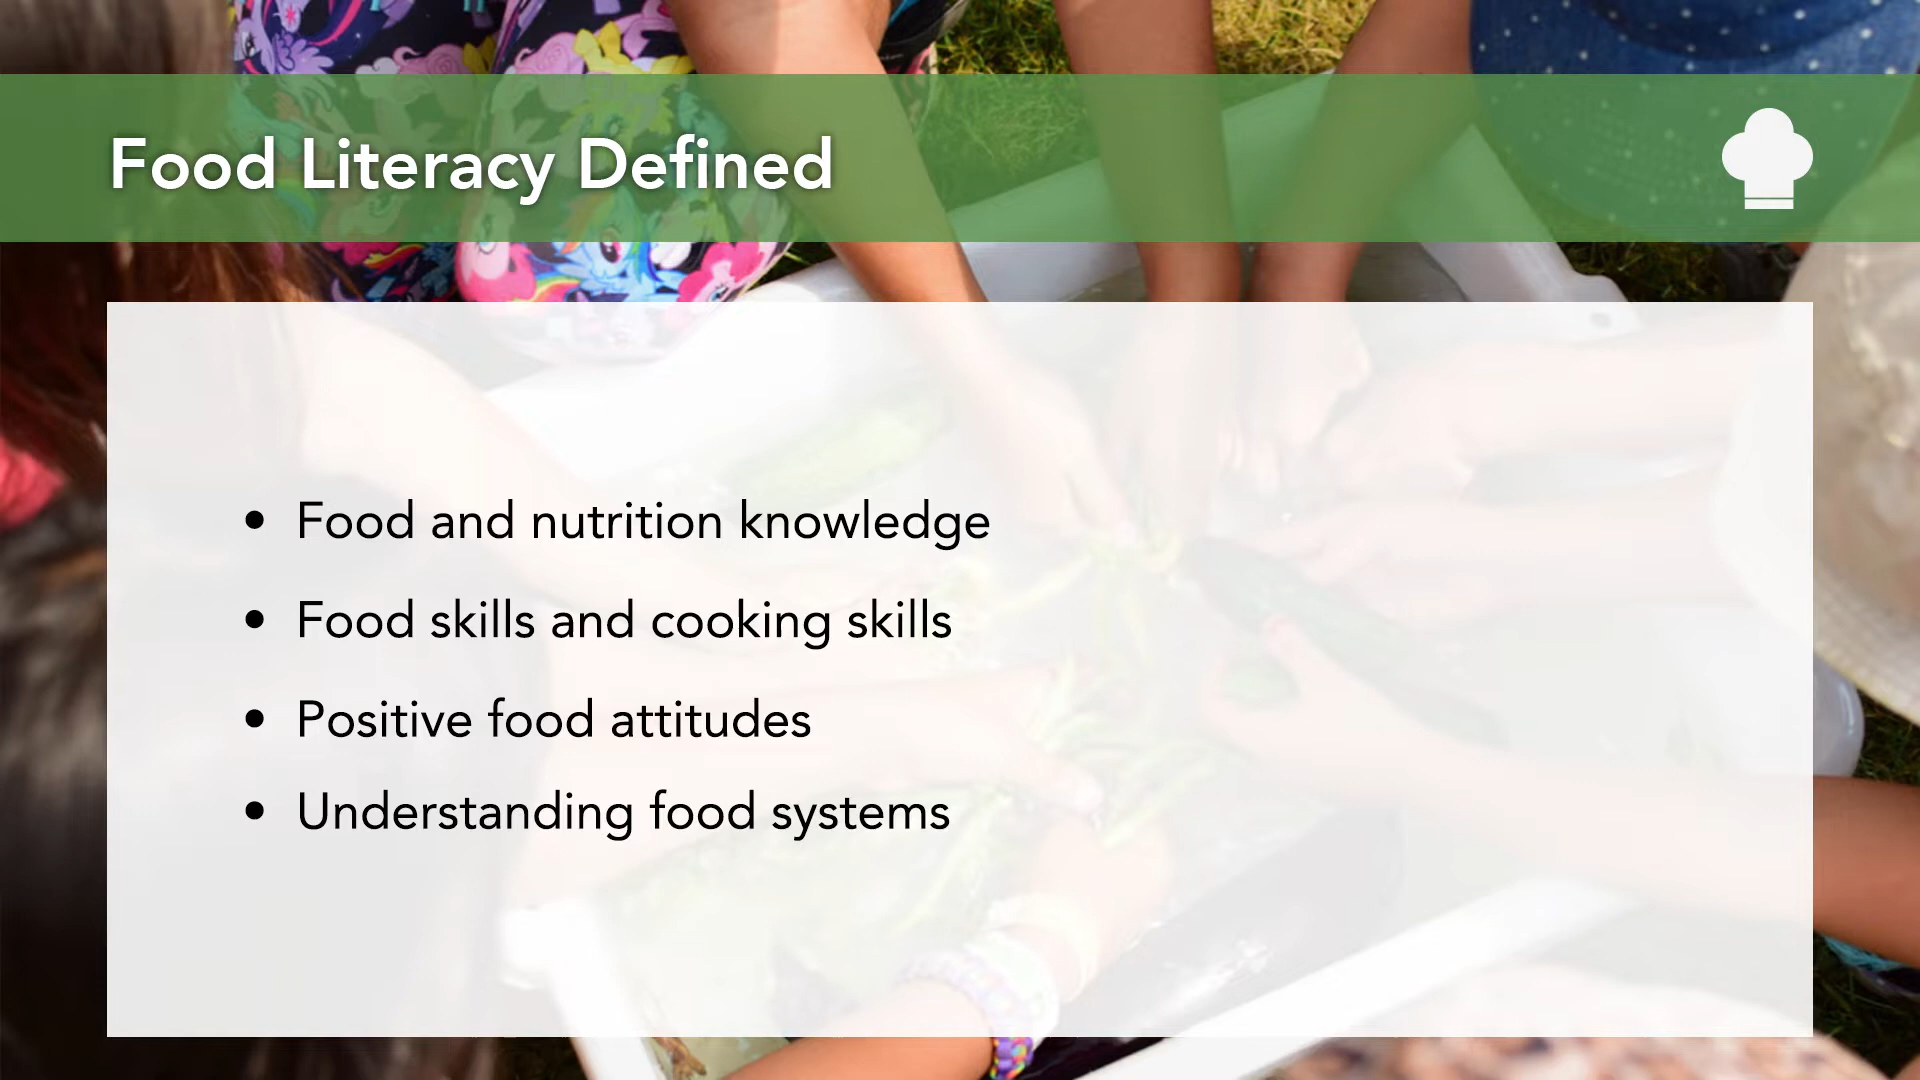 Food Literacy Defined
• Food and nutrition knowledge
• Food skills and cooking skills
• Positive food attitudes
• Understanding food systems